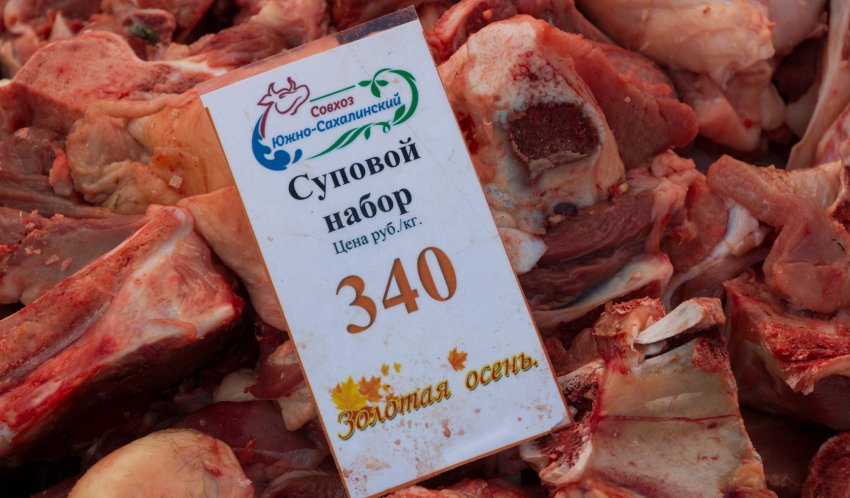 Совхоз
Южно-Сахалинский
Суповой
набор
Цена руб./кг.
340
Золотая осень.